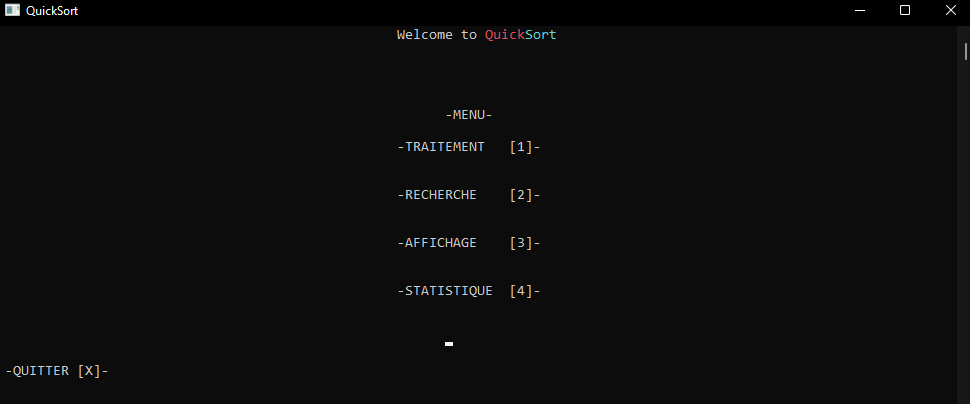 QuickSort
Welcome to QuickSort
-MENU-
-TRAITEMENT [1]-
-RECHERCHE [2]-
-AFFICHAGE [3]-
-STATISTIQUE [4]-
-QUITTER [X]-